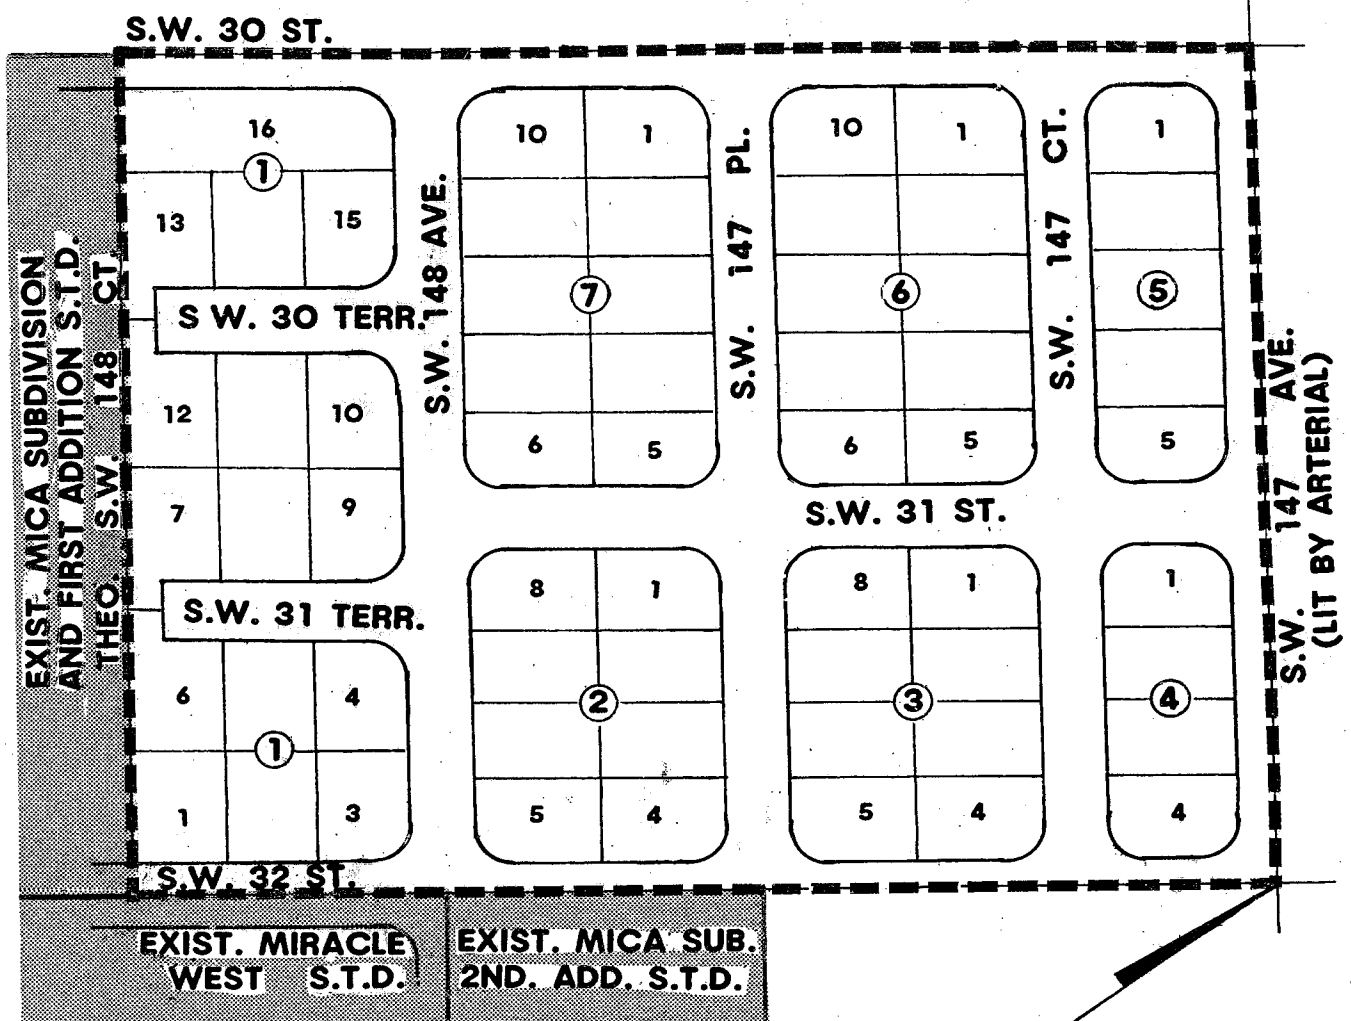 S.W. 30 ST.
16
1
13
15
S W. 30 TERR.
12
10
7
9
S.W. 31 TERR.
6
4
1
1
3
S.W. 32 ST.
S.W. 148 AVE.
10
1
7
6
5
S.W. 147 PL.
10
1
6
6
5
S.W. 147 CT.
1
5
5
S.W. 31 ST.
8
1
2
5
4
8
1
3
5
4
1
4
4
EXIST. MICA SUBDIVISION
AND FIRST ADDITION S.T.D.
THEO. S.W. 148 CT.
S.W. 147 AVE.
(LIT BY ARTERIAL)
EXIST. MIRACLE
WEST S.T.D.
EXIST. MICA SUB.
2ND. ADD. S.T.D.